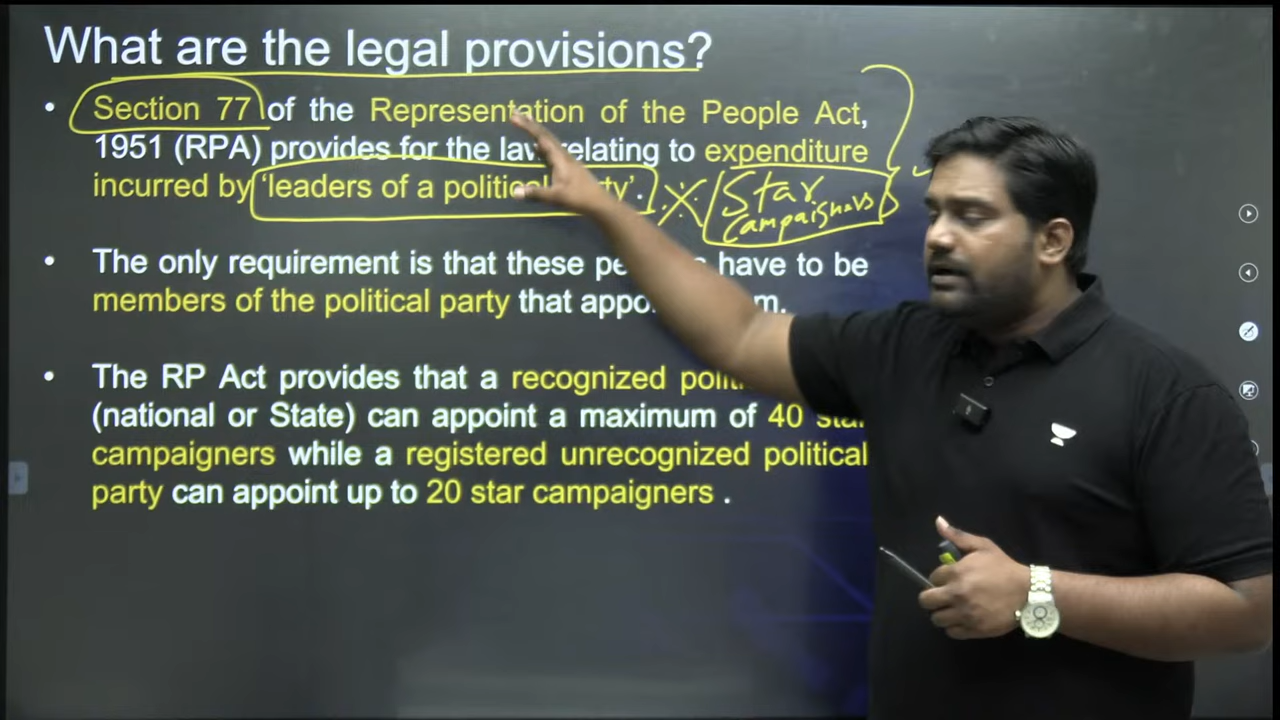 What are the legal provisions?
• Section 77 of the Representation of the People Act,
1951 (RPA) provides for the law relating to expenditure
incurred by 'leaders of a political party'.
Star
Campaigners
• The only requirement is that these have to be
members of the political party that
• The RP Act provides that a recognized
(national or State) can appoint a maximum of 40 star
campaigners while a registered unrecognized political
party can appoint up to 20 star campaigners .